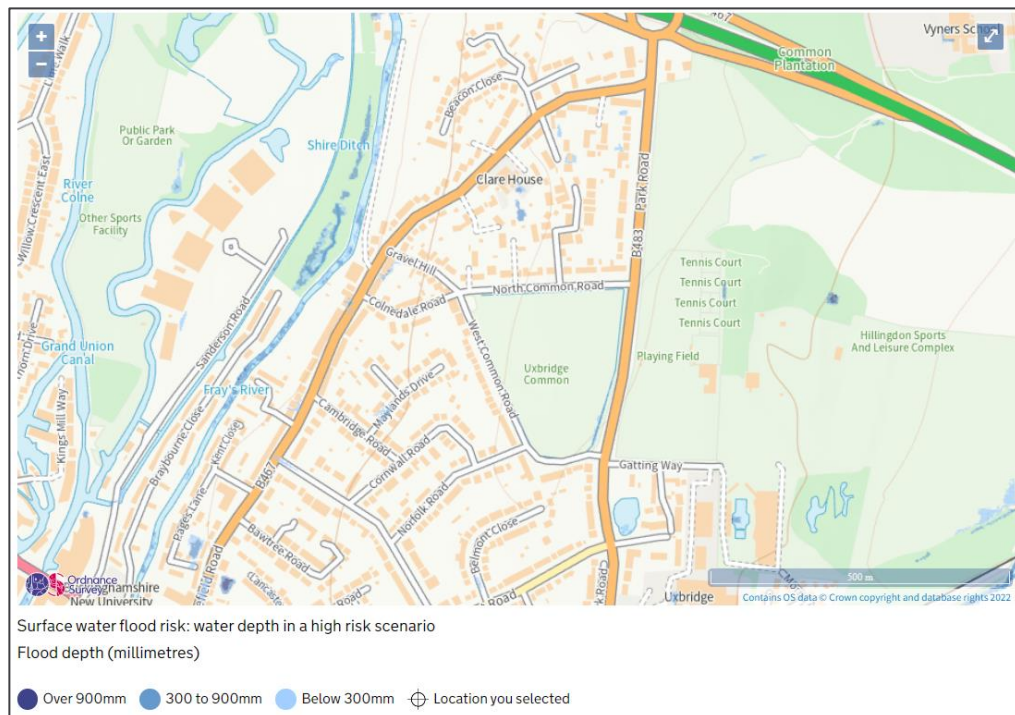 +
−
A467
Vyners School
Common
Plantation
Beacon Close
Public Park
Or Garden
Shire Ditch
Willow Crescent East
River
Colne
Clare House
Park Road
Other Sports
Facility
B483
Gravel Hill
Tennis Court
Tennis Court
Tennis Court
Tennis Court
North Common Road
Colnedale Road
Sanderson Road
Grand Union
Canal
West Common Road
Hillingdon Sports
And Leisure Complex
Playing Field
Uxbridge
Common
Fray's River
Maylands Drive
Kings Mill Way
Braybourne Close
Cambridge Road
Kent Close
Cornwall Road
Gatting Way
B467
Norfolk Road
Pages Lane
Belmont Close
Bawtree Road
Ordnance
Survey
New University
Uxbridge
500 m
Contains OS data © Crown copyright and database rights 2022
Surface water flood risk: water depth in a high risk scenario
Flood depth (millimetres)
Over 900mm 300 to 900mm Below 300mm Location you selected